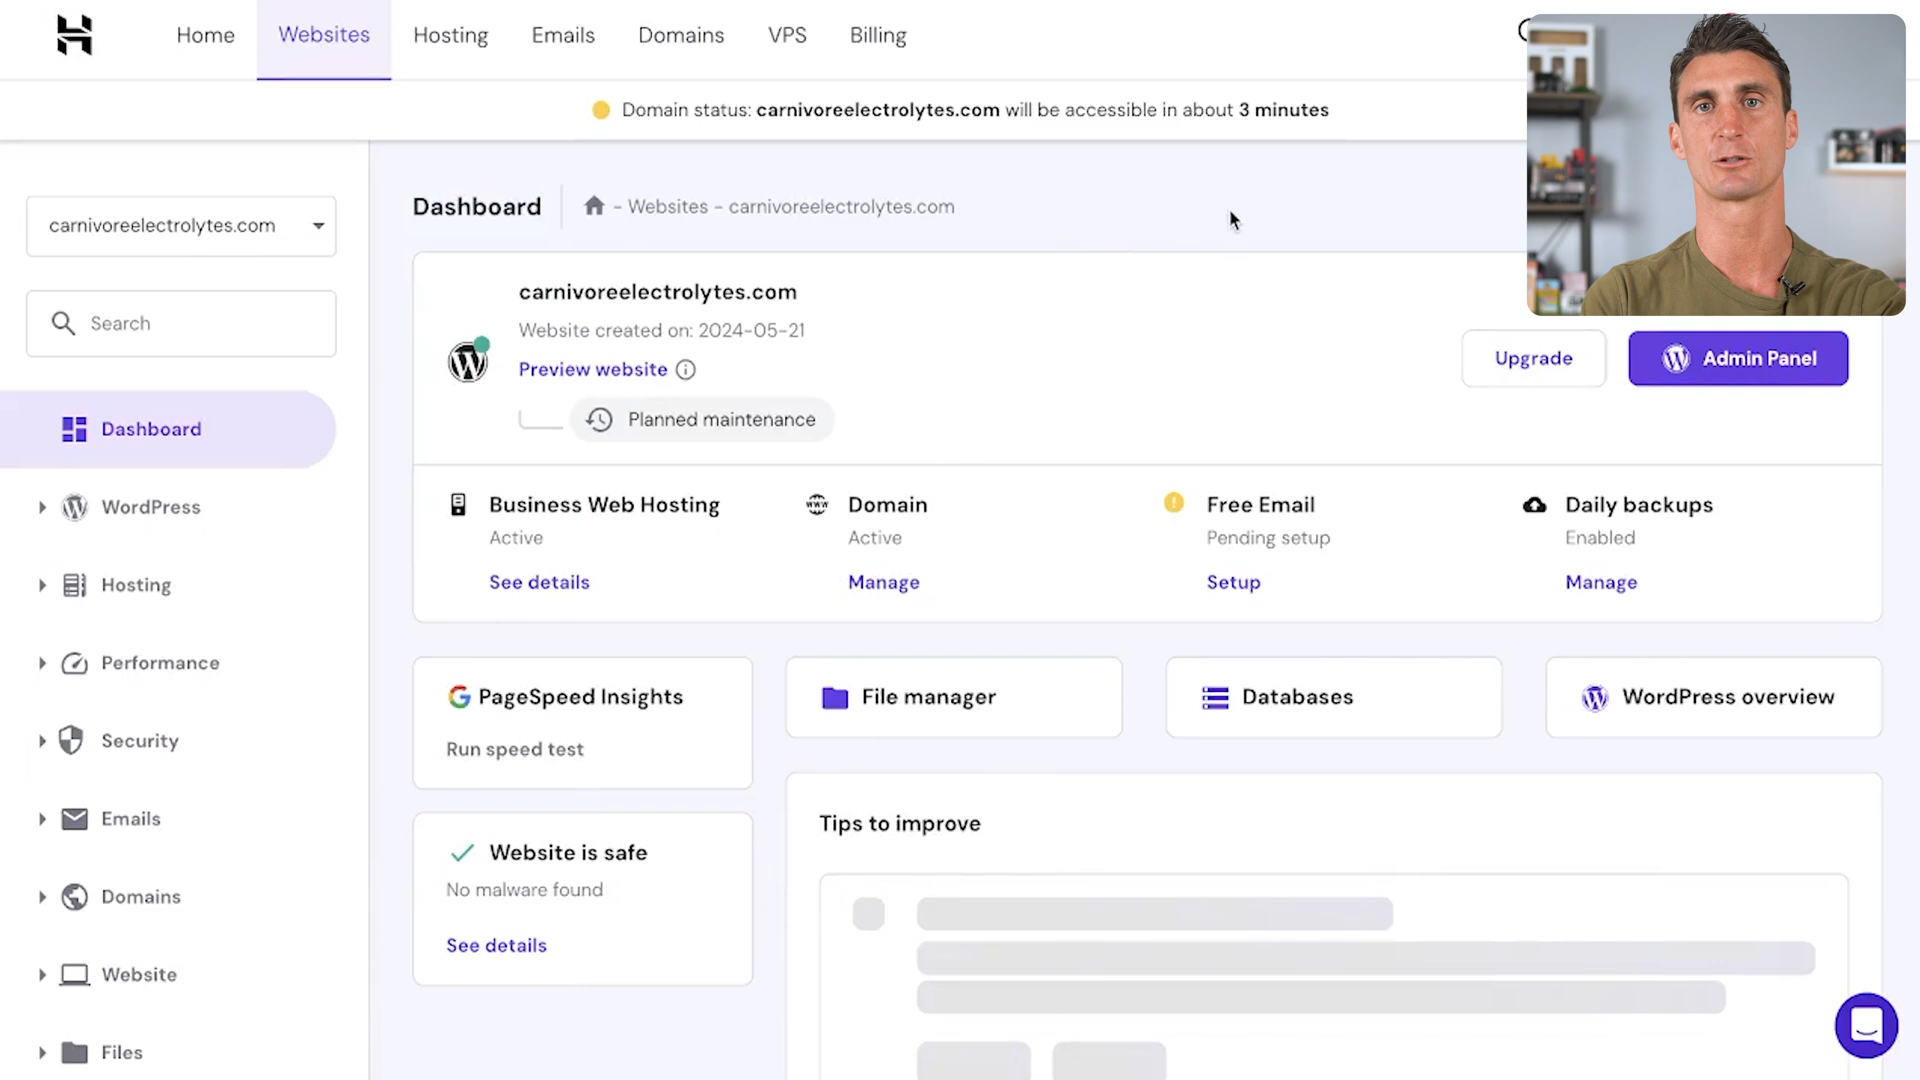 Home
Websites
Hosting
Emails
Domains
VPS
Billing
Domain status: carnivoreelectrolytes.com will be accessible in about 3 minutes
carnivoreelectrolytes.com
Search
Dashboard
WordPress
Hosting
Performance
Security
Emails
Domains
Website
Files
Dashboard
- Websites - carnivoreelectrolytes.com
carnivoreelectrolytes.com
Website created on: 2024-05-21
Preview website
Planned maintenance
Upgrade
Admin Panel
Business Web Hosting
Active
See details
Domain
Active
Manage
Free Email
Pending setup
Setup
Daily backups
Enabled
Manage
PageSpeed Insights
Run speed test
File manager
Databases
WordPress overview
Website is safe
No malware found
See details
Tips to improve